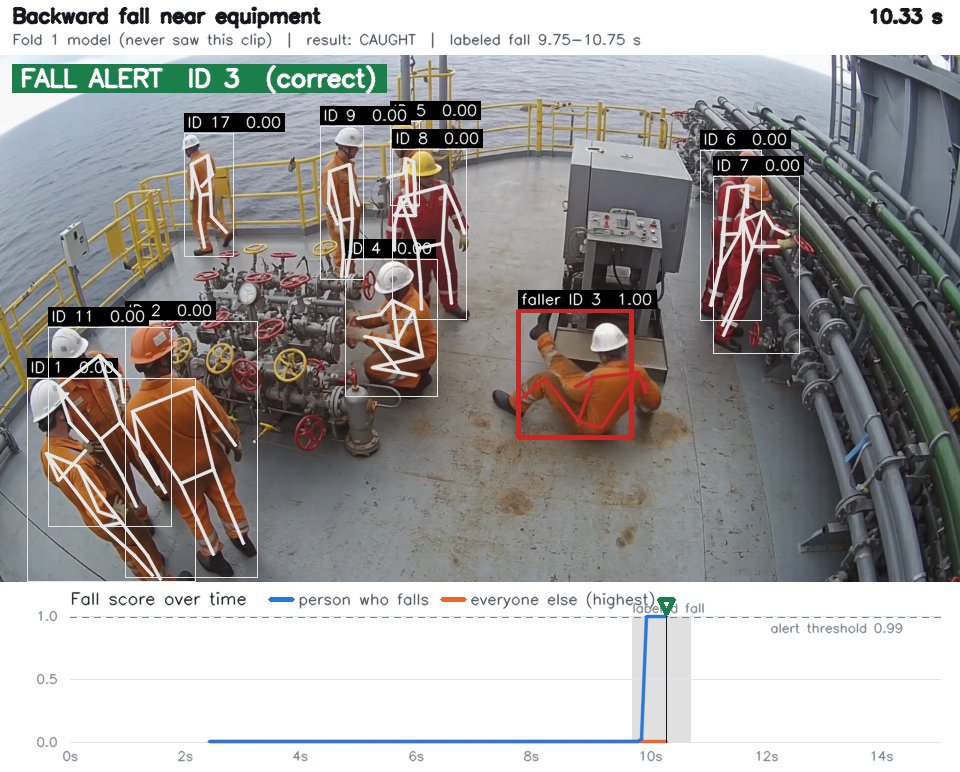 Backward fall near equipment
10.33 s
Fold 1 model (never saw this clip)  |  result: CAUGHT  |  labeled fall 9.75–10.75 s
FALL ALERT  ID 3  (correct)
ID 17  0.00
ID 9  0.00
5  0.00
ID 8  0.00
ID 6  0.00
ID 7  0.00
ID 4  0.00
faller ID 3  1.00
ID 11  0.00
2  0.00
ID 1  0.00
Fall score over time
person who falls
everyone else (highest)
labeled fall
1.0
alert threshold 0.99
0.5
0.0
0s
2s
4s
6s
8s
10s
12s
14s